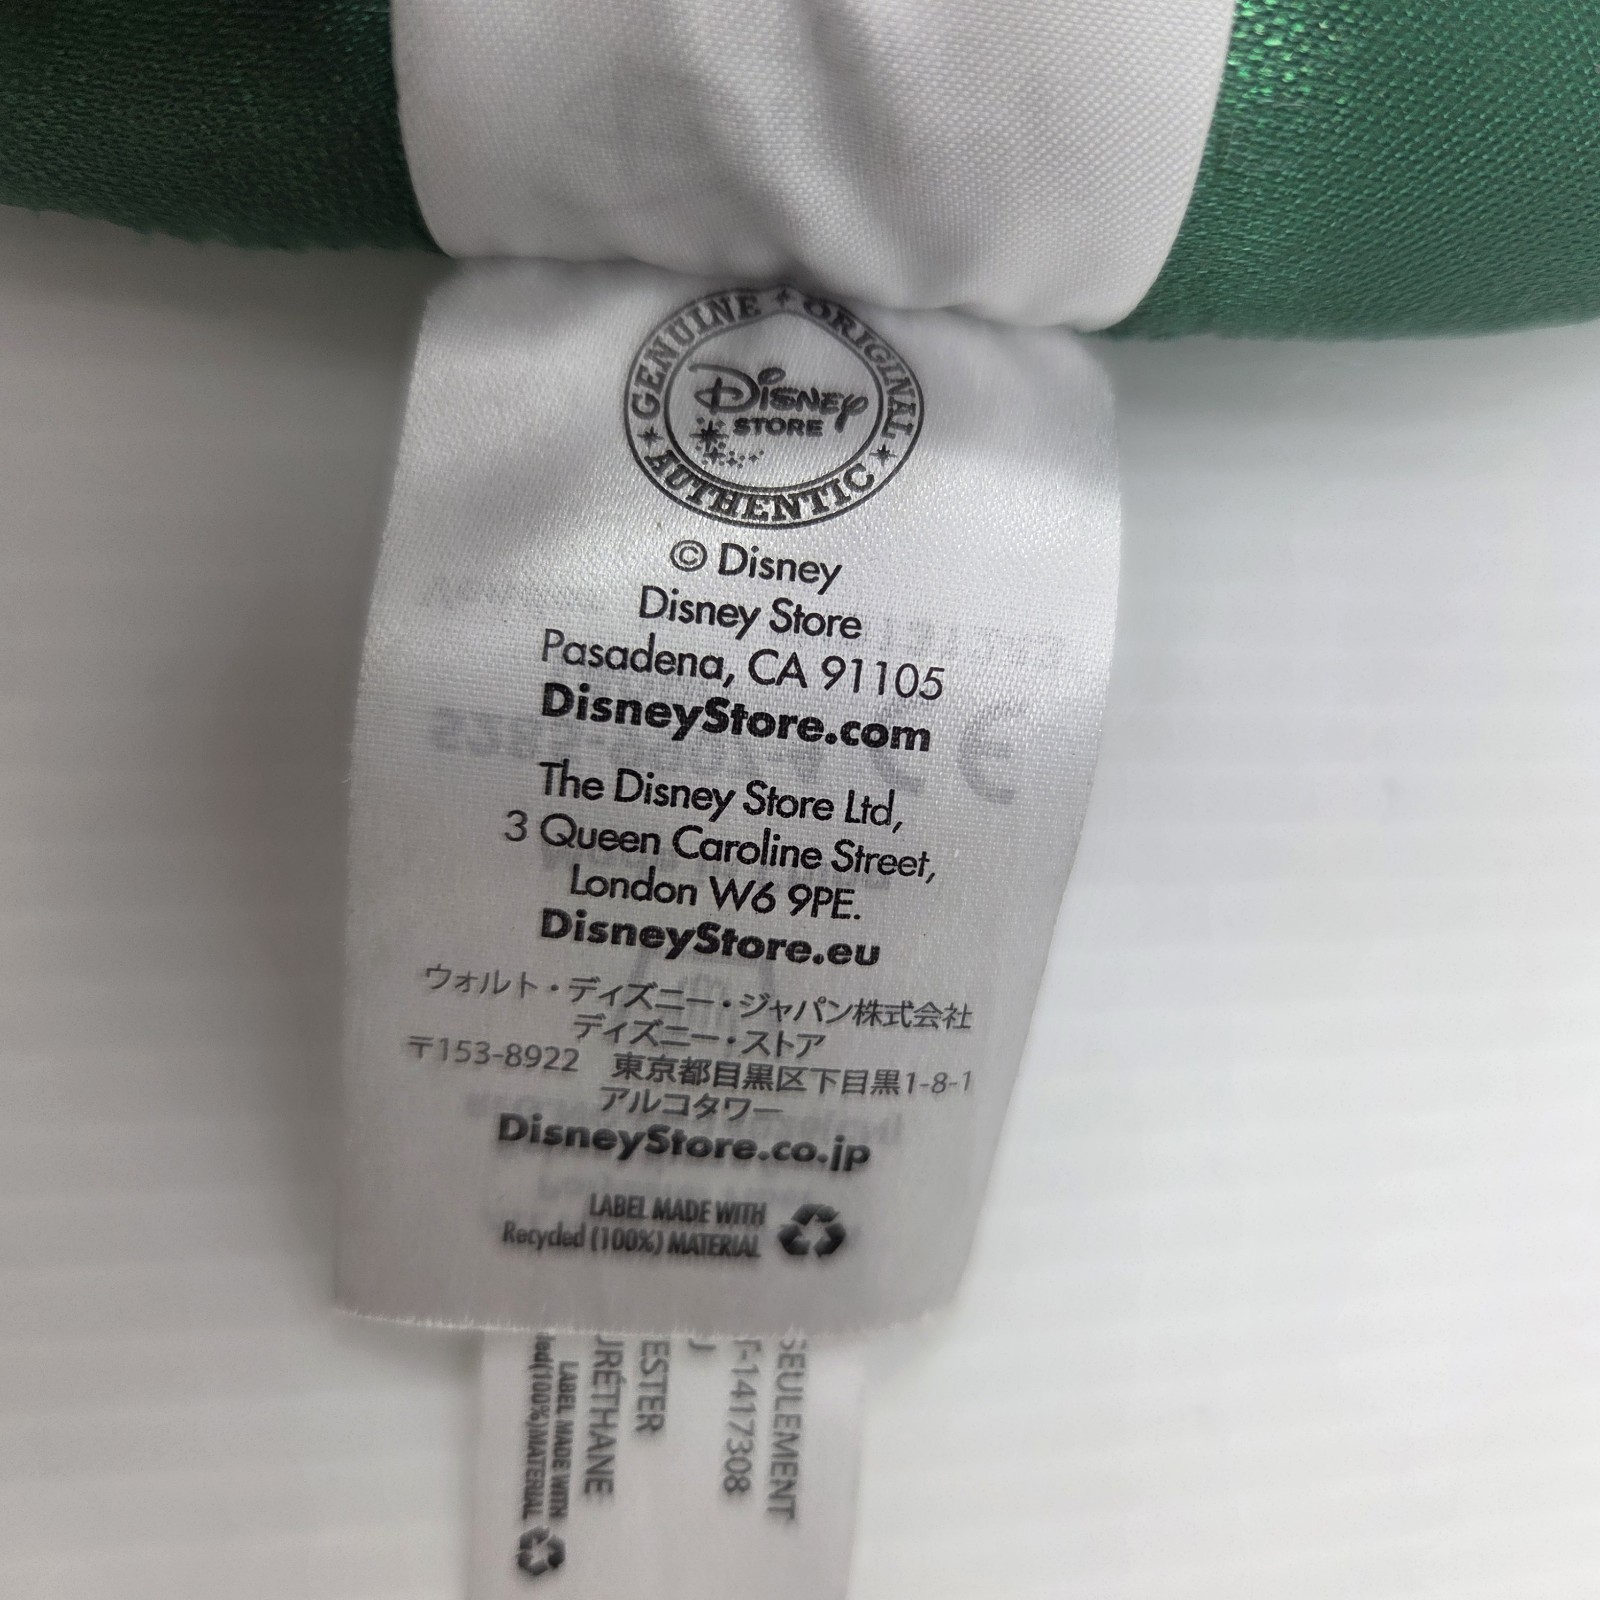 GENUINE ORIGINAL AUTHENTIC
Disney
STORE
© Disney
Disney Store
Pasadena, CA 91105
DisneyStore.com
The Disney Store Ltd,
3 Queen Caroline Street,
London W6 9PE.
DisneyStore.eu
ウォルト・ディズニー・ジャパン株式会社
ディズニー・ストア
〒153-8922 東京都目黒区下目黒1-8-1
アルコタワー
DisneyStore.co.jp
LABEL MADE WITH
Recycled (100%) MATERIAL
SEULEMENT
T-1417308
ESTER
URÉTHANE
LABEL MADE WITH
led(100%)MATERIAL